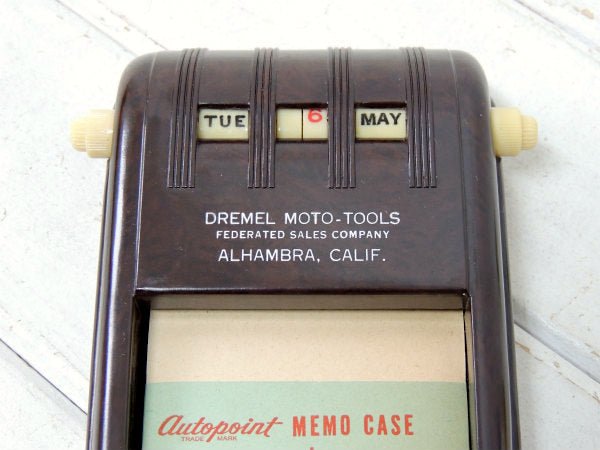 TUE 6 MAY
DREMEL MOTO-TOOLS
FEDERATED SALES COMPANY
ALHAMBRA, CALIF.
Autopoint MEMO CASE
TRADE MARK